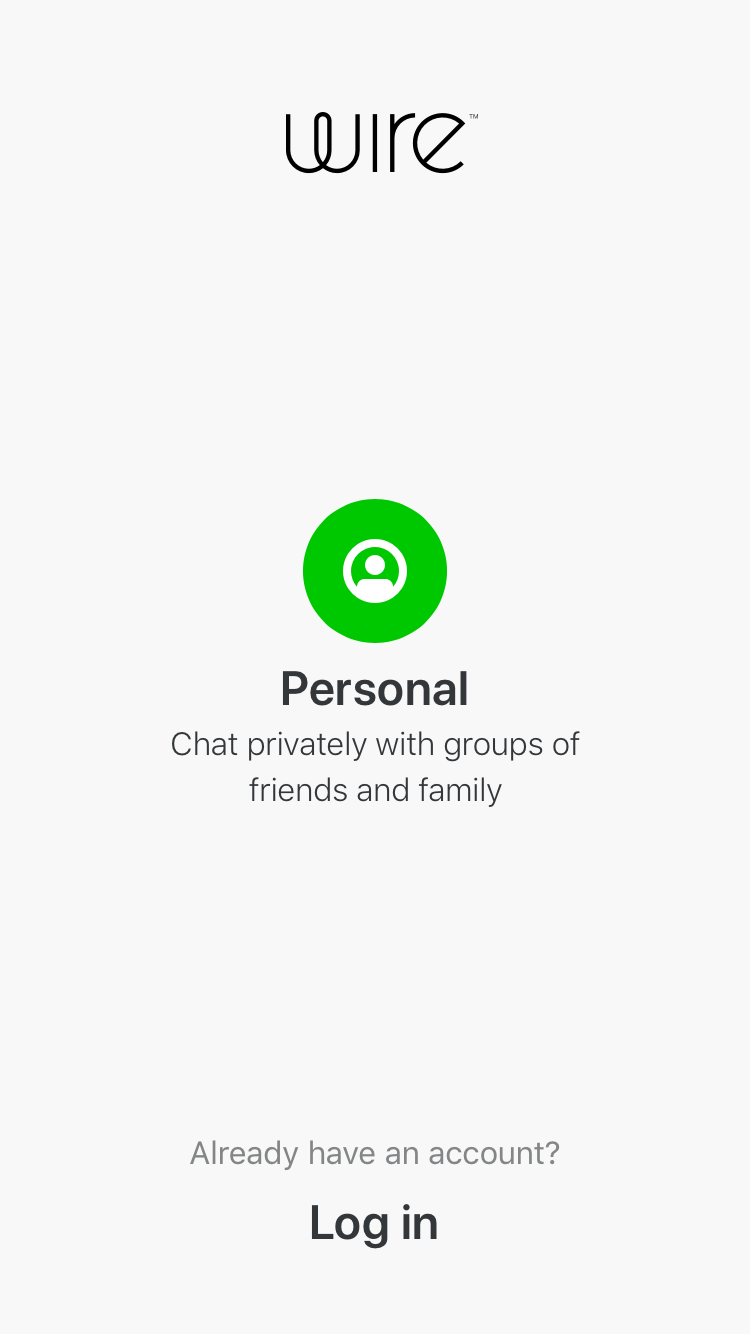 wire™
Personal
Chat privately with groups of
friends and family
Already have an account?
Log in